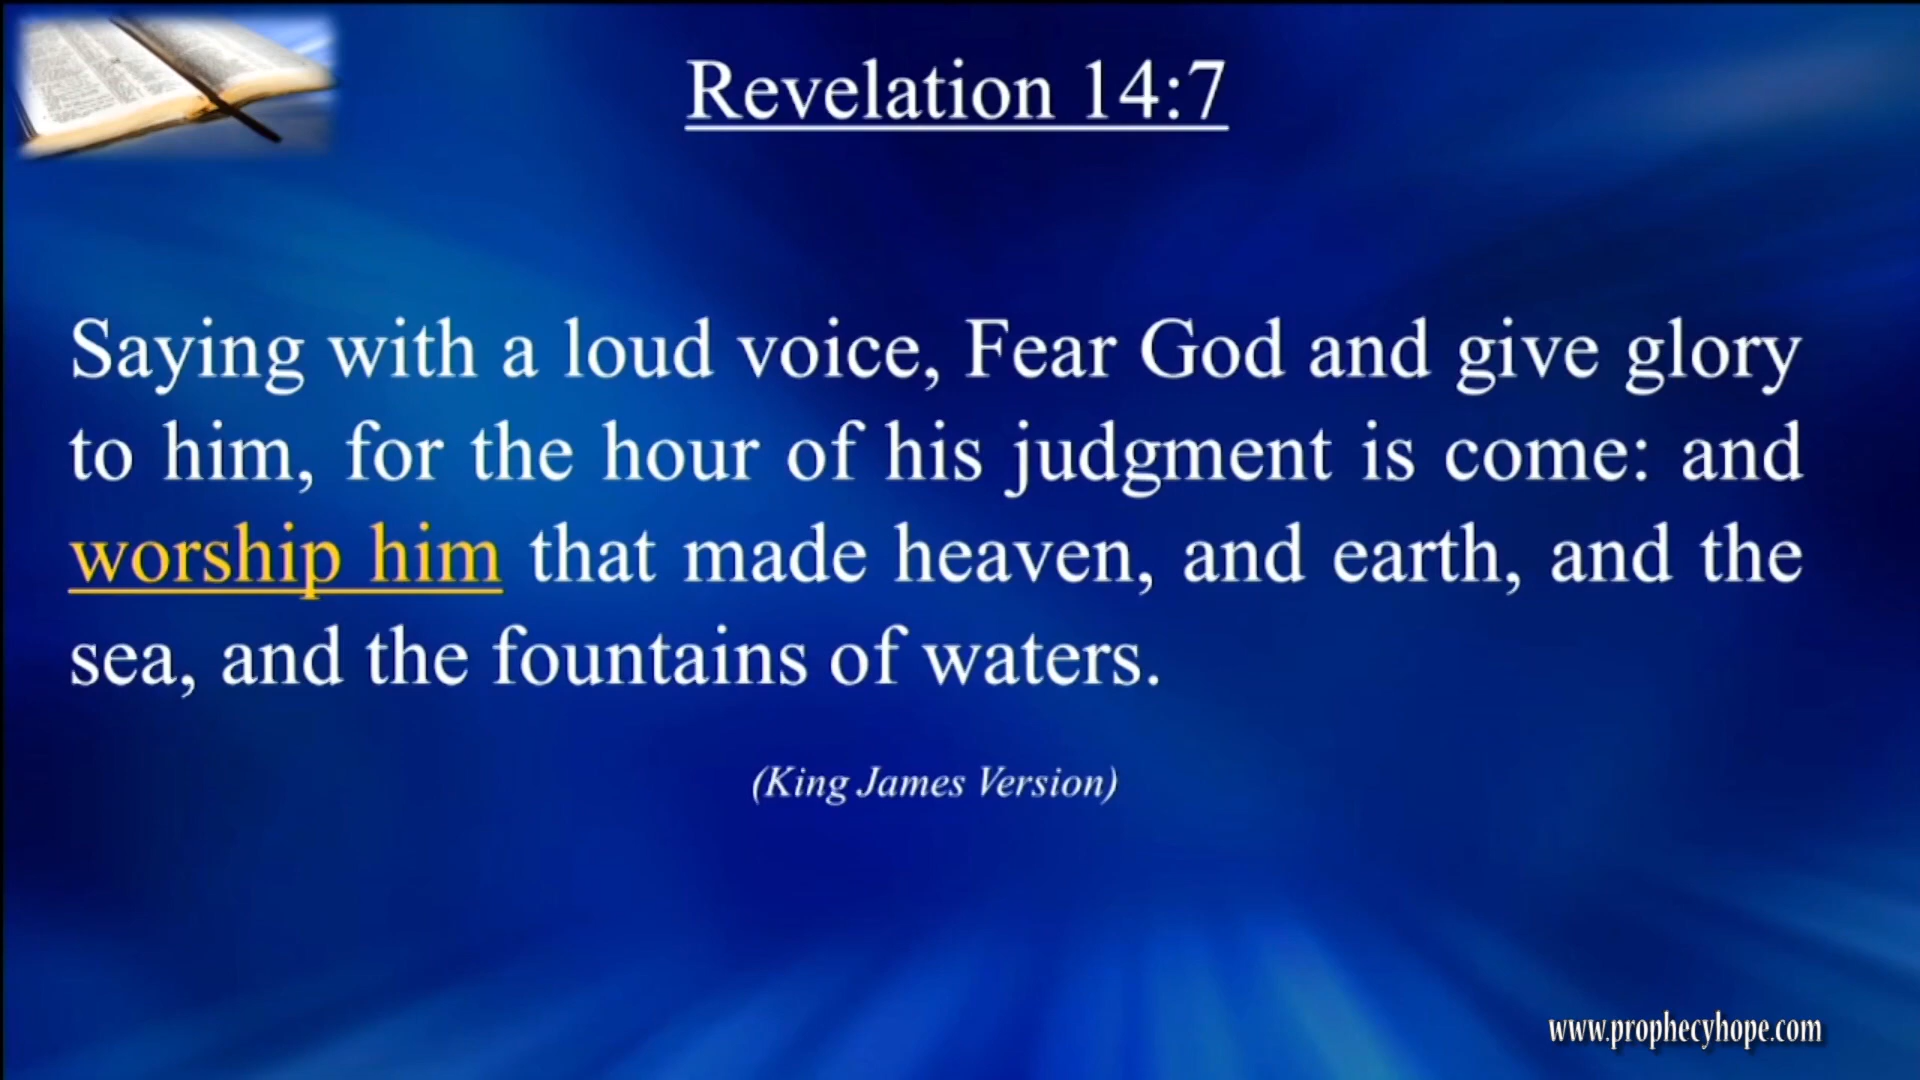 Revelation 14:7
Saying with a loud voice, Fear God and give glory
to him, for the hour of his judgment is come: and
worship him that made heaven, and earth, and the
sea, and the fountains of waters.
(King James Version)
www.prophecyhope.com